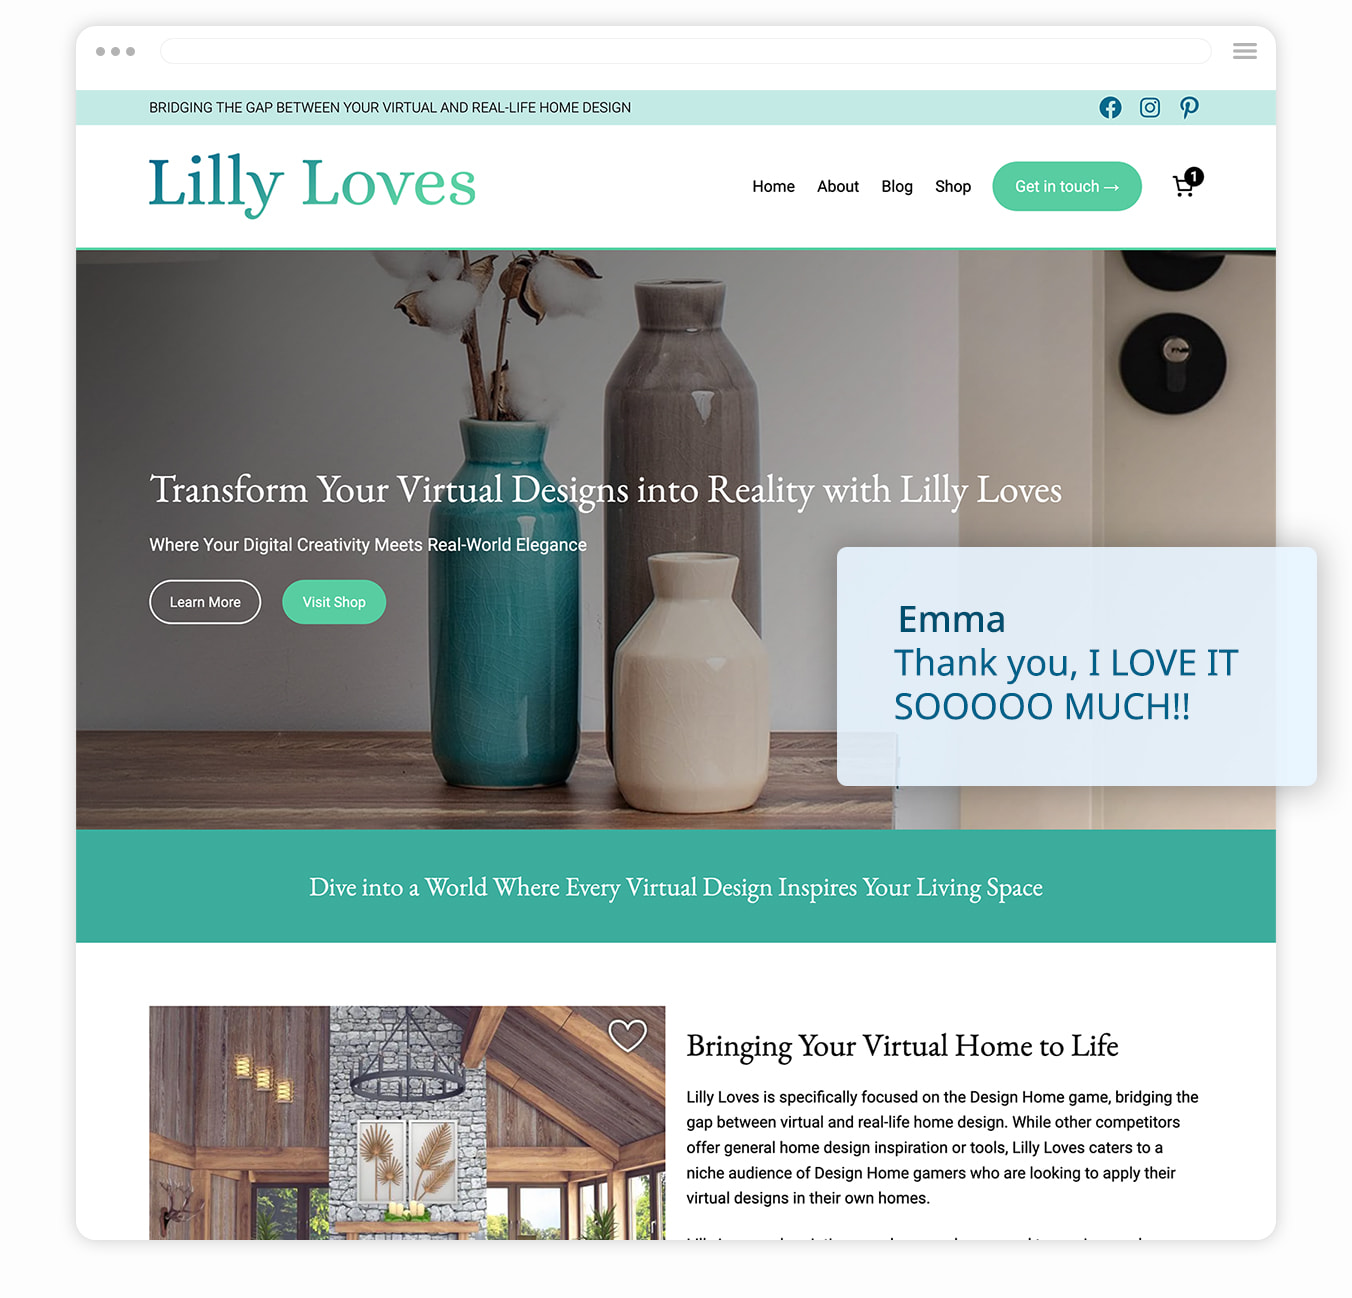 BRIDGING THE GAP BETWEEN YOUR VIRTUAL AND REAL-LIFE HOME DESIGN
Lilly Loves
Home About Blog Shop Get in touch → 1
Transform Your Virtual Designs into Reality with Lilly Loves
Where Your Digital Creativity Meets Real-World Elegance
Learn More Visit Shop
Emma
Thank you, I LOVE IT
SOOOOO MUCH!!
Dive into a World Where Every Virtual Design Inspires Your Living Space
Bringing Your Virtual Home to Life
Lilly Loves is specifically focused on the Design Home game, bridging the
gap between virtual and real-life home design. While other competitors
offer general home design inspiration or tools, Lilly Loves caters to a
niche audience of Design Home gamers who are looking to apply their
virtual designs in their own homes.